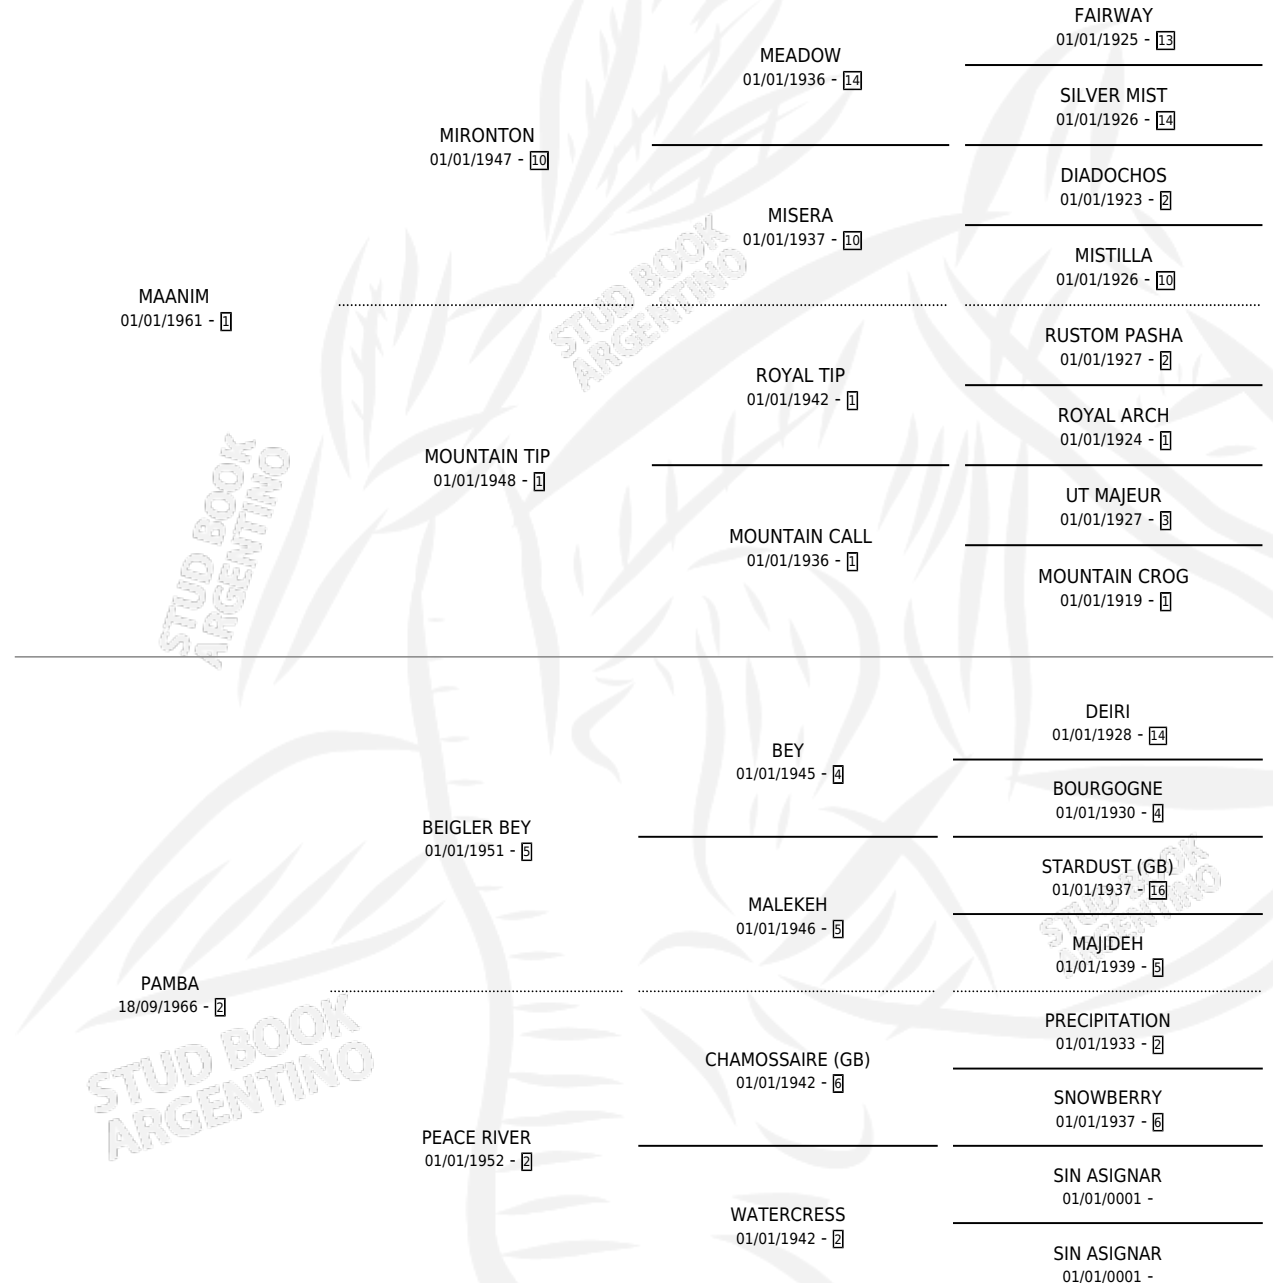 FAIRWAY
01/01/1925 - 13
MEADOW
01/01/1936 - 14
SILVER MIST
01/01/1926 - 14
MIRONTON
01/01/1947 - 10
DIADOCHOS
01/01/1923 - 2
MISERA
01/01/1937 - 10
MISTILLA
01/01/1926 - 10
MAANIM
01/01/1961 - 1
RUSTOM PASHA
01/01/1927 - 2
ROYAL TIP
01/01/1942 - 1
ROYAL ARCH
01/01/1924 - 1
MOUNTAIN TIP
01/01/1948 - 1
UT MAJEUR
01/01/1927 - 3
MOUNTAIN CALL
01/01/1936 - 1
MOUNTAIN CROG
01/01/1919 - 1
STUD BOOK
ARGENTINO
STUD BOOK
ARGENTINO
DEIRI
01/01/1928 - 14
BEY
01/01/1945 - 4
BOURGOGNE
01/01/1930 - 4
BEIGLER BEY
01/01/1951 - 5
STARDUST (GB)
01/01/1937 - 16
MALEKEH
01/01/1946 - 5
MAJIDEH
01/01/1939 - 5
PAMBA
18/09/1966 - 2
PRECIPITATION
01/01/1933 - 2
CHAMOSSAIRE (GB)
01/01/1942 - 6
SNOWBERRY
01/01/1937 - 6
PEACE RIVER
01/01/1952 - 2
SIN ASIGNAR
01/01/0001 -
WATERCRESS
01/01/1942 - 2
SIN ASIGNAR
01/01/0001 -
STUD BOOK
ARGENTINO
STUD BOOK
ARGENTINO